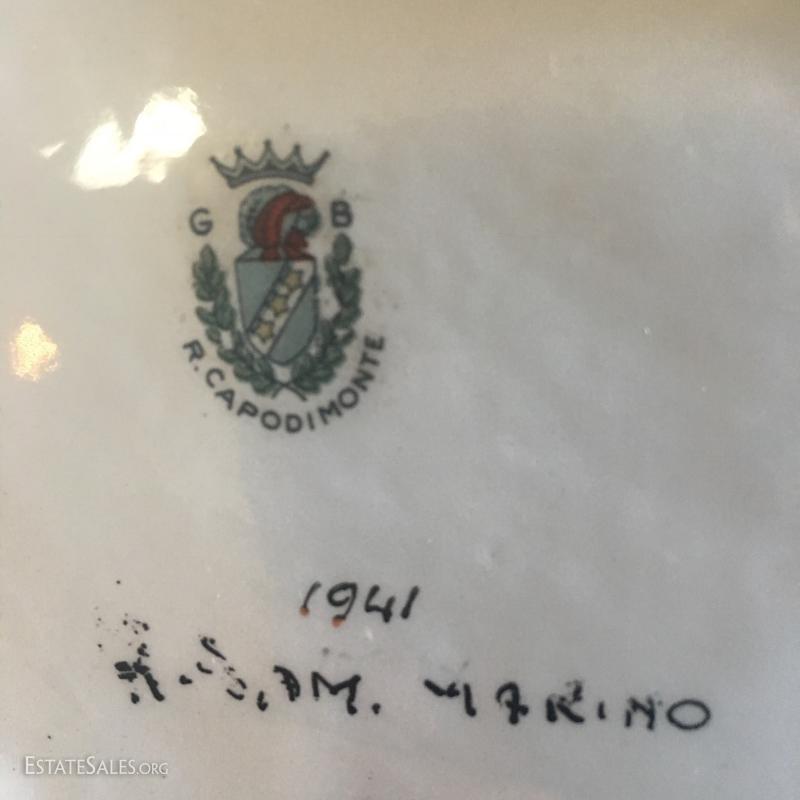 G B
R. CAPODIMONTE
1941
MARINO
ESTATESALES.ORG